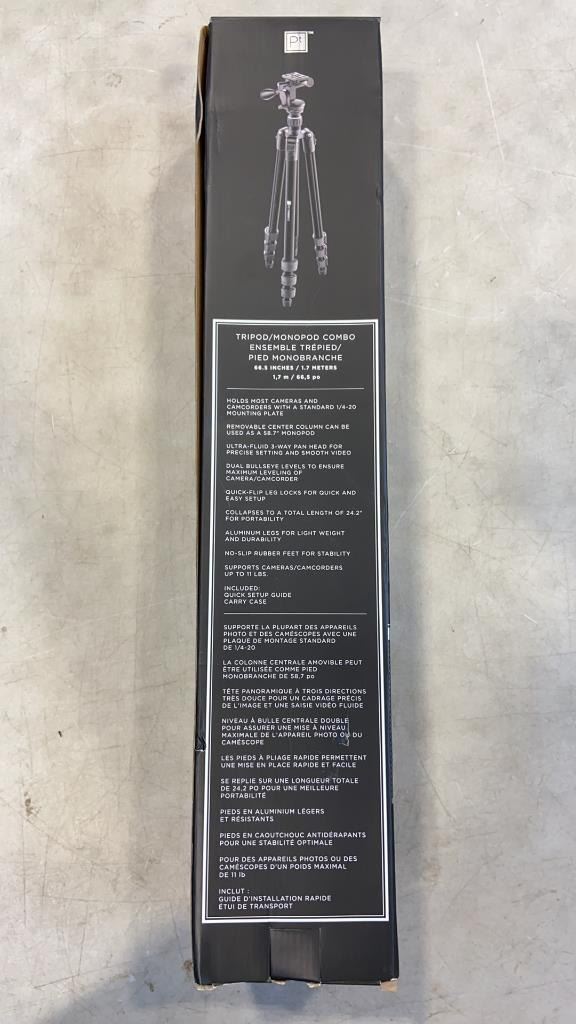 Pt™
TRIPOD/MONOPOD COMBO
ENSEMBLE TRÉPIED/
PIED MONOBRANCHE
66.5 INCHES / 1.7 METERS
1,7 m / 66,5 po
HOLDS MOST CAMERAS AND
CAMCORDERS WITH A STANDARD 1/4-20
MOUNTING PLATE
REMOVABLE CENTER COLUMN CAN BE
USED AS A 58.7" MONOPOD
ULTRA-FLUID 3-WAY PAN HEAD FOR
PRECISE SETTING AND SMOOTH VIDEO
DUAL BULLSEYE LEVELS TO ENSURE
MAXIMUM LEVELING OF
CAMERA/CAMCORDER
QUICK-FLIP LEG LOCKS FOR QUICK AND
EASY SETUP
COLLAPSES TO A TOTAL LENGTH OF 24.2"
FOR PORTABILITY
ALUMINUM LEGS FOR LIGHT WEIGHT
AND DURABILITY
NO-SLIP RUBBER FEET FOR STABILITY
SUPPORTS CAMERAS/CAMCORDERS
UP TO 11 LBS.
INCLUDED:
QUICK SETUP GUIDE
CARRY CASE
SUPPORTE LA PLUPART DES APPAREILS
PHOTO ET DES CAMÉSCOPES AVEC UNE
PLAQUE DE MONTAGE STANDARD
DE 1/4-20
LA COLONNE CENTRALE AMOVIBLE PEUT
ÊTRE UTILISÉE COMME PIED
MONOBRANCHE DE 58,7 po
TÊTE PANORAMIQUE À TROIS DIRECTIONS
TRÈS DOUCE POUR UN CADRAGE PRÉCIS
DE L'IMAGE ET UNE SAISIE VIDÉO FLUIDE
NIVEAU À BULLE CENTRALE DOUBLE
POUR ASSURER UNE MISE À NIVEAU
MAXIMALE DE L'APPAREIL PHOTO OU DU
CAMÉSCOPE
LES PIEDS À PLIAGE RAPIDE PERMETTENT
UNE MISE EN PLACE RAPIDE ET FACILE
SE REPLIE SUR UNE LONGUEUR TOTALE
DE 24,2 PO POUR UNE MEILLEURE
PORTABILITÉ
PIEDS EN ALUMINIUM LÉGERS
ET RÉSISTANTS
PIEDS EN CAOUTCHOUC ANTIDÉRAPANTS
POUR UNE STABILITÉ OPTIMALE
POUR DES APPAREILS PHOTOS OU DES
CAMÉSCOPES D'UN POIDS MAXIMAL
DE 11 lb
INCLUT :
GUIDE D'INSTALLATION RAPIDE
ÉTUI DE TRANSPORT